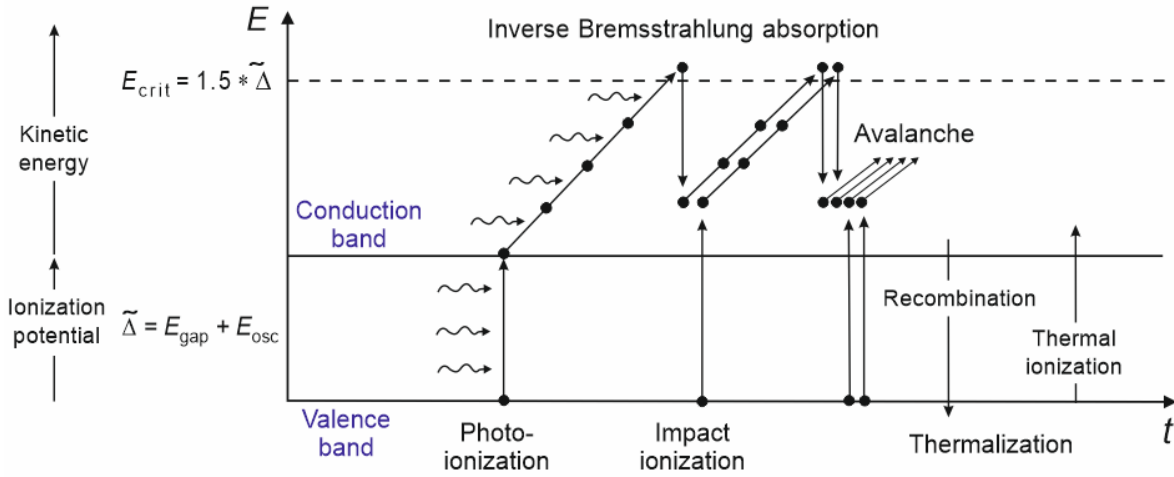 E
Inverse Bremsstrahlung absorption
E_crit = 1.5 * Δ̃
Kinetic
energy
Avalanche
Conduction
band
Ionization
potential
Δ̃ = E_gap + E_osc
Recombination
Thermal
ionization
Valence
band
Photo-
ionization
Impact
ionization
Thermalization
t